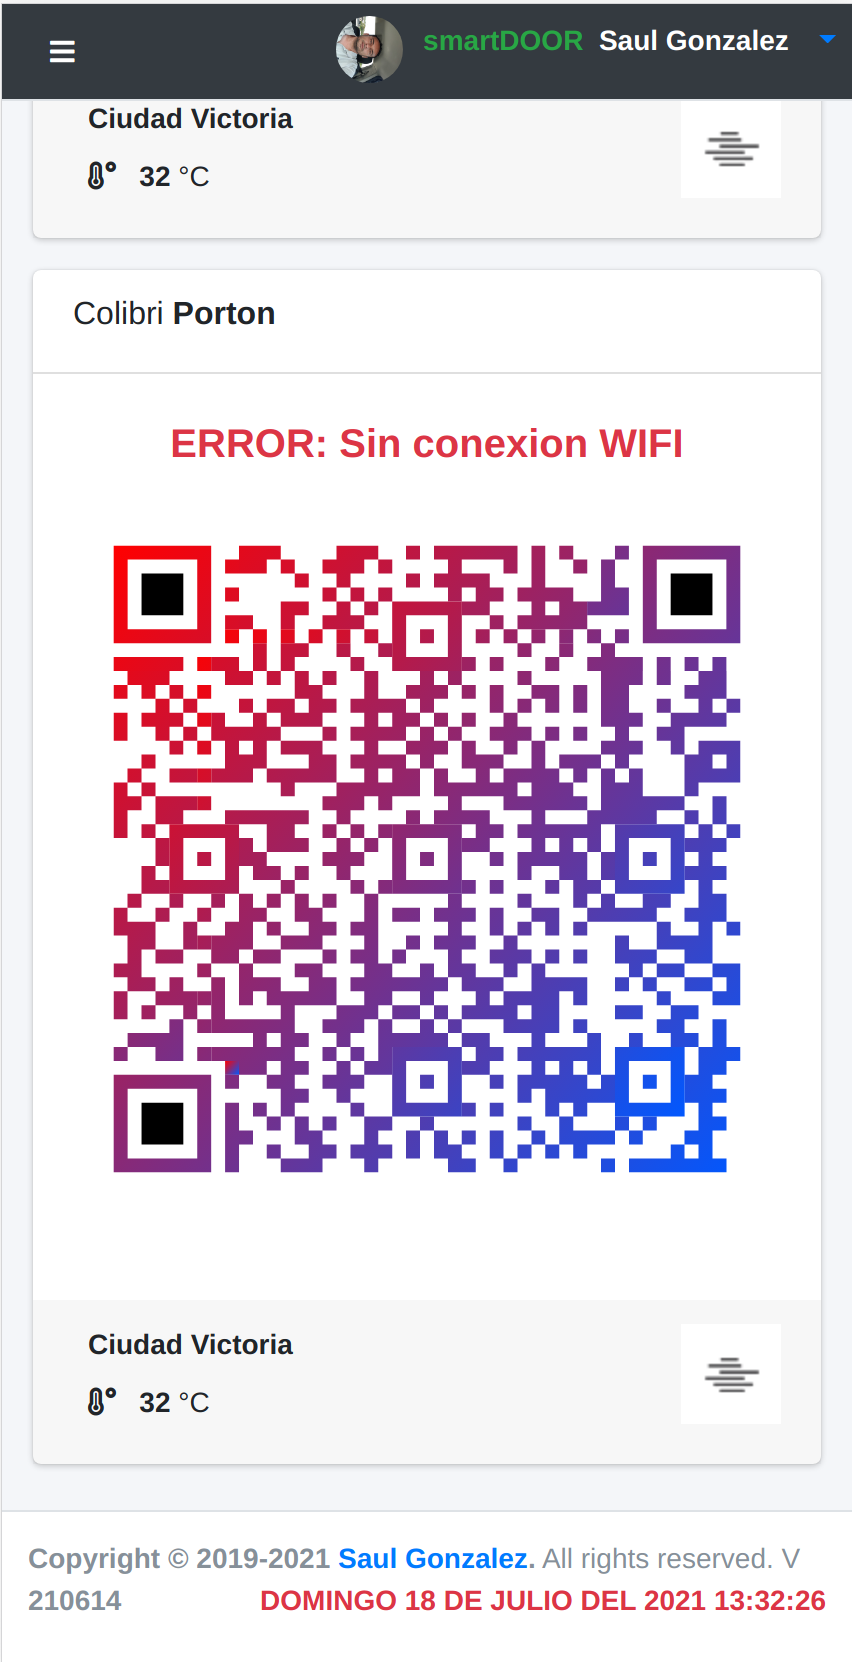 smartDOOR Saul Gonzalez
Ciudad Victoria
32 °C
Colibri Porton
ERROR: Sin conexion WIFI
Ciudad Victoria
32 °C
Copyright © 2019-2021 Saul Gonzalez. All rights reserved. V
210614 DOMINGO 18 DE JULIO DEL 2021 13:32:26